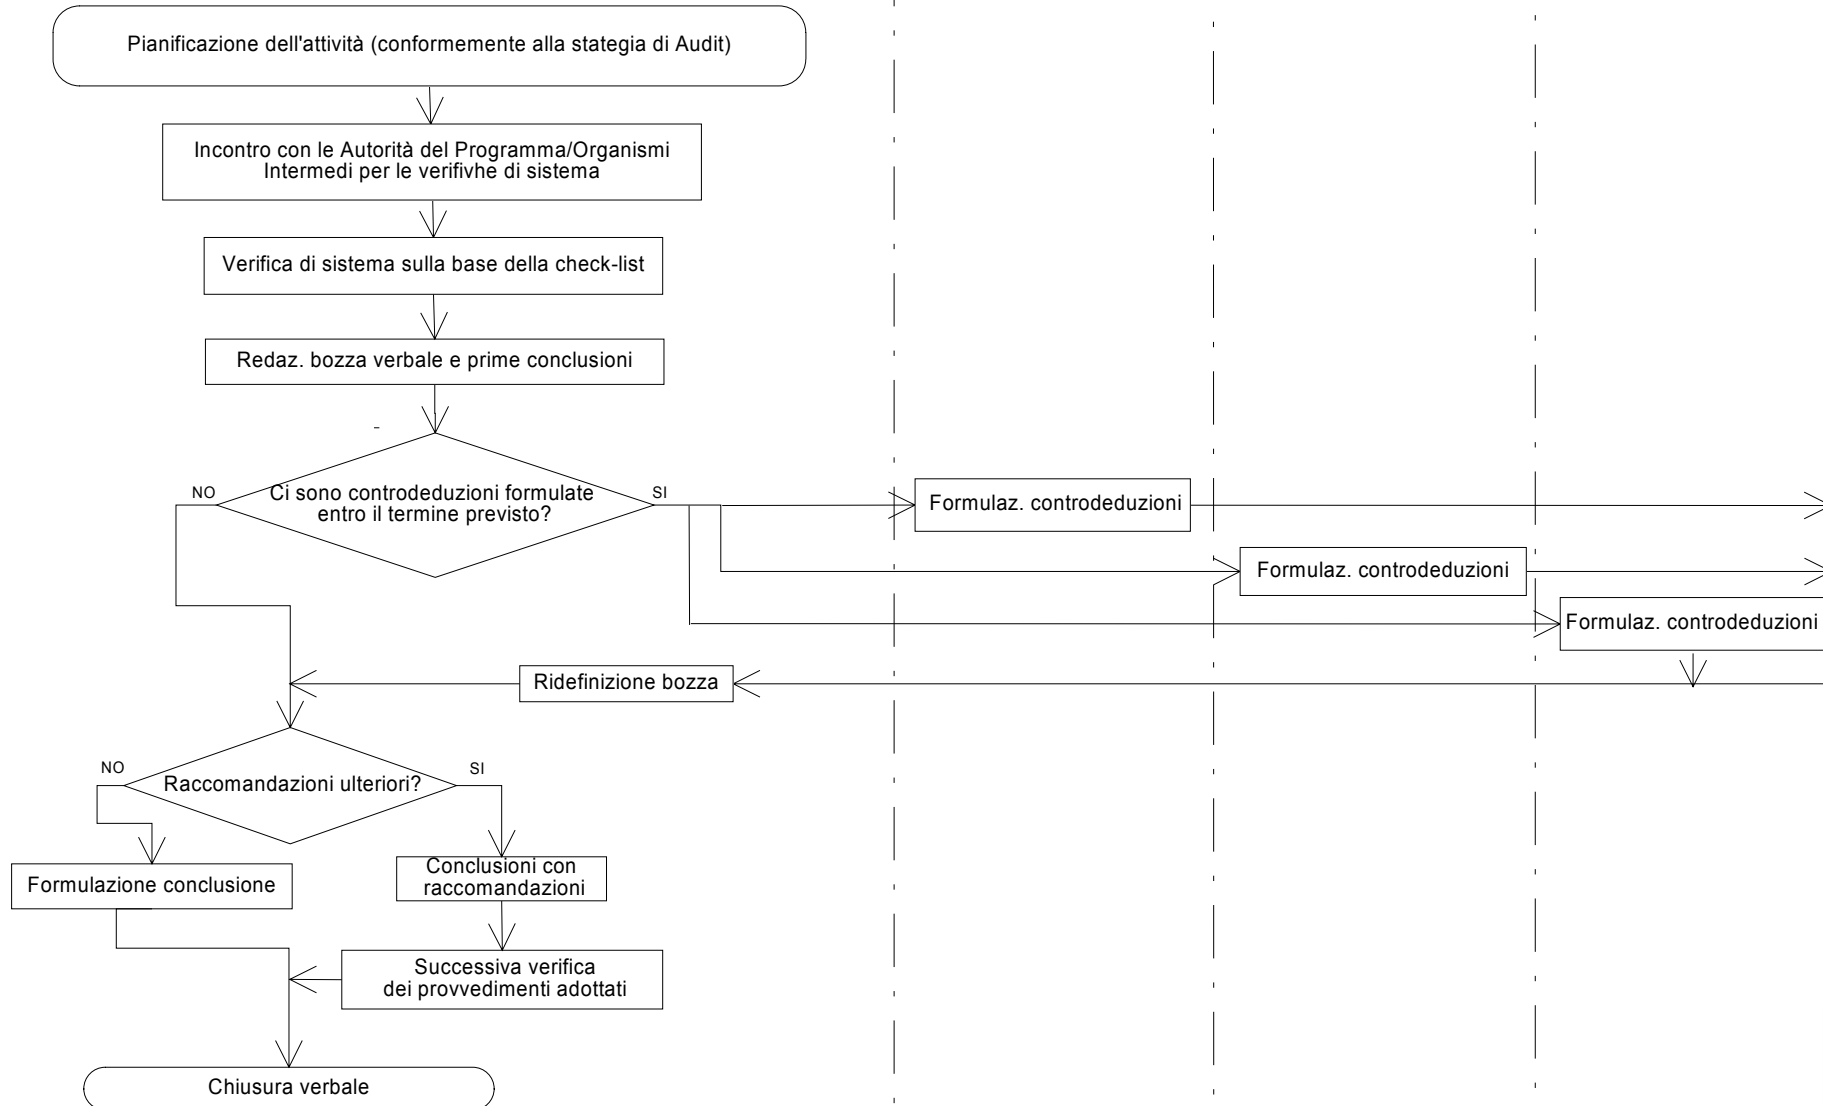 Pianificazione dell'attività (conformemente alla stategia di Audit)
Incontro con le Autorità del Programma/Organismi
Intermedi per le verifivhe di sistema
Verifica di sistema sulla base della check-list
Redaz. bozza verbale e prime conclusioni
NO
Ci sono controdeduzioni formulate
entro il termine previsto?
SI
Formulaz. controdeduzioni
Formulaz. controdeduzioni
Formulaz. controdeduzioni
Ridefinizione bozza
NO
Raccomandazioni ulteriori?
SI
Formulazione conclusione
Conclusioni con
raccomandazioni
Successiva verifica
dei provvedimenti adottati
Chiusura verbale